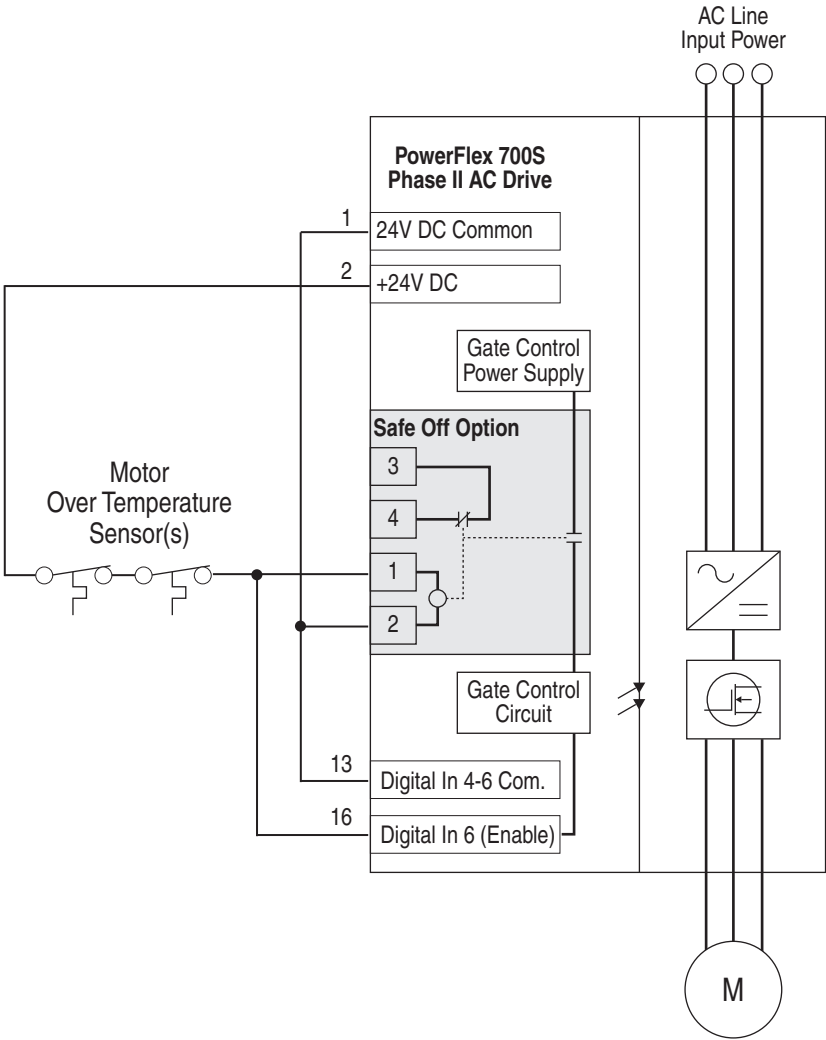 AC Line
Input Power
PowerFlex 700S
Phase II AC Drive
1
24V DC Common
2
+24V DC
Gate Control
Power Supply
Safe Off Option
3
4
1
2
Motor
Over Temperature
Sensor(s)
Gate Control
Circuit
13
Digital In 4-6 Com.
16
Digital In 6 (Enable)
M